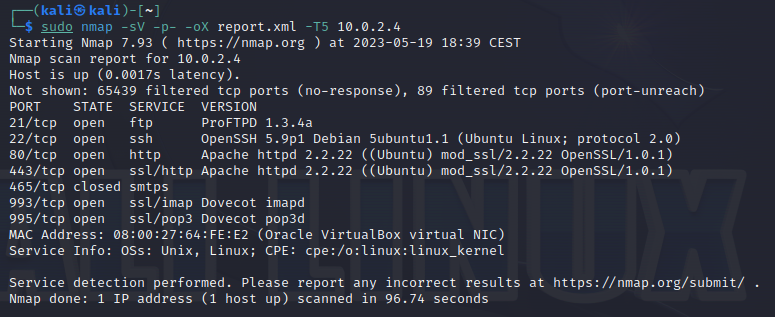 ┌──(kali㉿kali)-[~]
└─$ sudo nmap -sV -p- -oX report.xml -T5 10.0.2.4
Starting Nmap 7.93 ( https://nmap.org ) at 2023-05-19 18:39 CEST
Nmap scan report for 10.0.2.4
Host is up (0.0017s latency).
Not shown: 65439 filtered tcp ports (no-response), 89 filtered tcp ports (port-unreach)
PORT    STATE  SERVICE  VERSION
21/tcp  open   ftp      ProFTPD 1.3.4a
22/tcp  open   ssh      OpenSSH 5.9p1 Debian 5ubuntu1.1 (Ubuntu Linux; protocol 2.0)
80/tcp  open   http     Apache httpd 2.2.22 ((Ubuntu) mod_ssl/2.2.22 OpenSSL/1.0.1)
443/tcp open   ssl/http Apache httpd 2.2.22 ((Ubuntu) mod_ssl/2.2.22 OpenSSL/1.0.1)
465/tcp closed smtps
993/tcp open   ssl/imap Dovecot imapd
995/tcp open   ssl/pop3 Dovecot pop3d
MAC Address: 08:00:27:64:FE:E2 (Oracle VirtualBox virtual NIC)
Service Info: OSs: Unix, Linux; CPE: cpe:/o:linux:linux_kernel

Service detection performed. Please report any incorrect results at https://nmap.org/submit/ .
Nmap done: 1 IP address (1 host up) scanned in 96.74 seconds
KALI LINUX